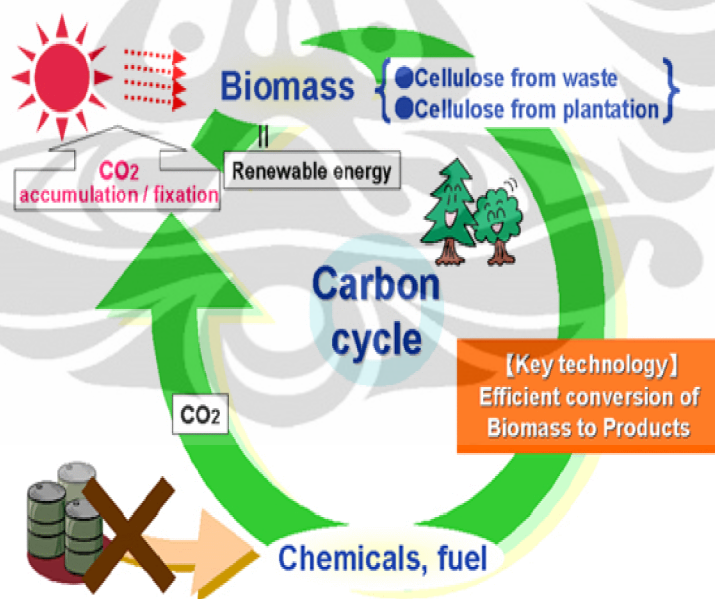 Biomass
●Cellulose from waste
●Cellulose from plantation
CO2
accumulation / fixation
Renewable energy
Carbon
cycle
【Key technology】
Efficient conversion of
Biomass to Products
CO2
Chemicals, fuel